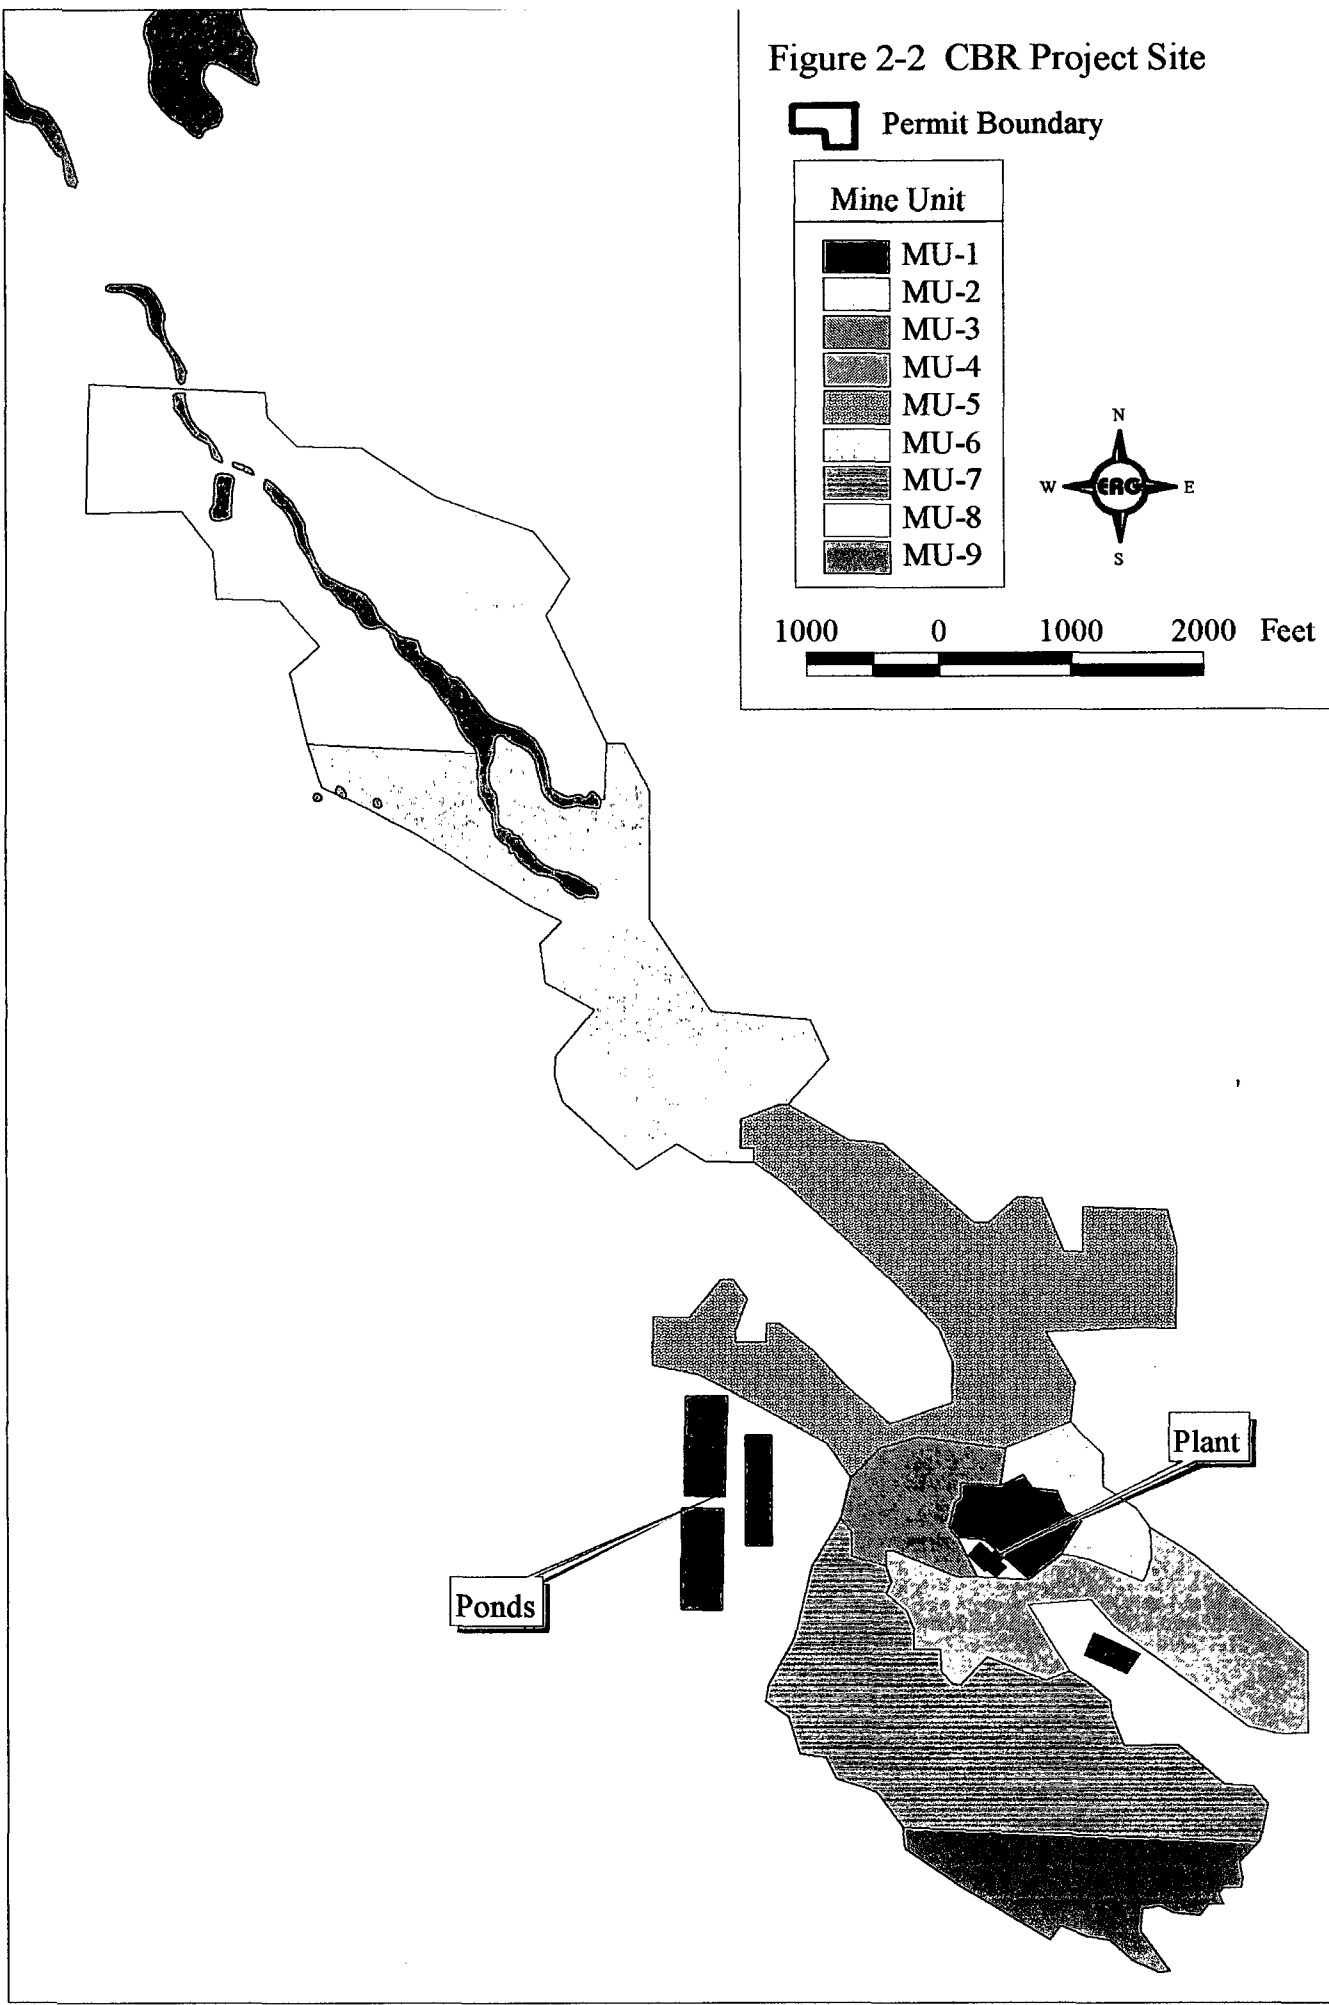 Figure 2-2 CBR Project Site
Permit Boundary
Mine Unit
MU-1
MU-2
MU-3
MU-4
MU-5
MU-6
MU-7
MU-8
MU-9
N
W ERG E
S
1000 0 1000 2000 Feet
Plant
Ponds